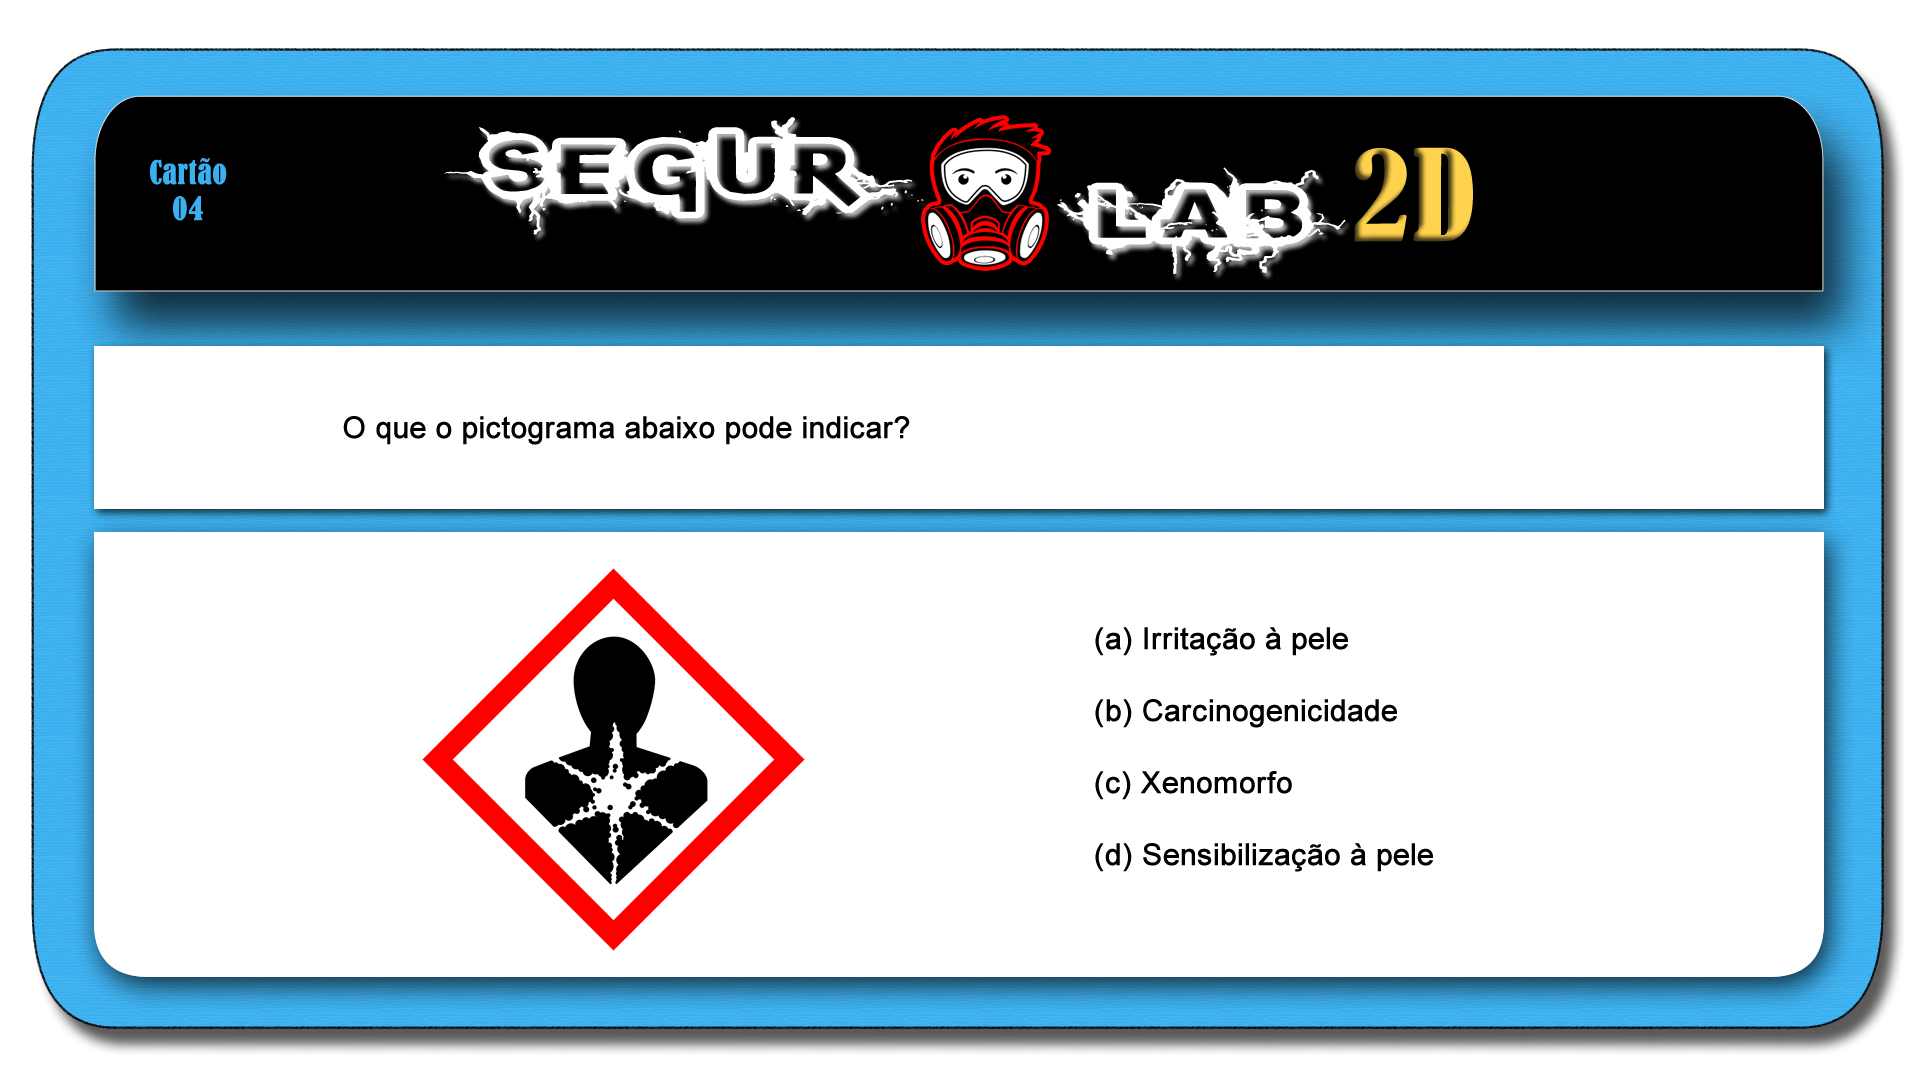 Cartão
04
SEGUR LAB 2D
O que o pictograma abaixo pode indicar?
(a) Irritação à pele
(b) Carcinogenicidade
(c) Xenomorfo
(d) Sensibilização à pele